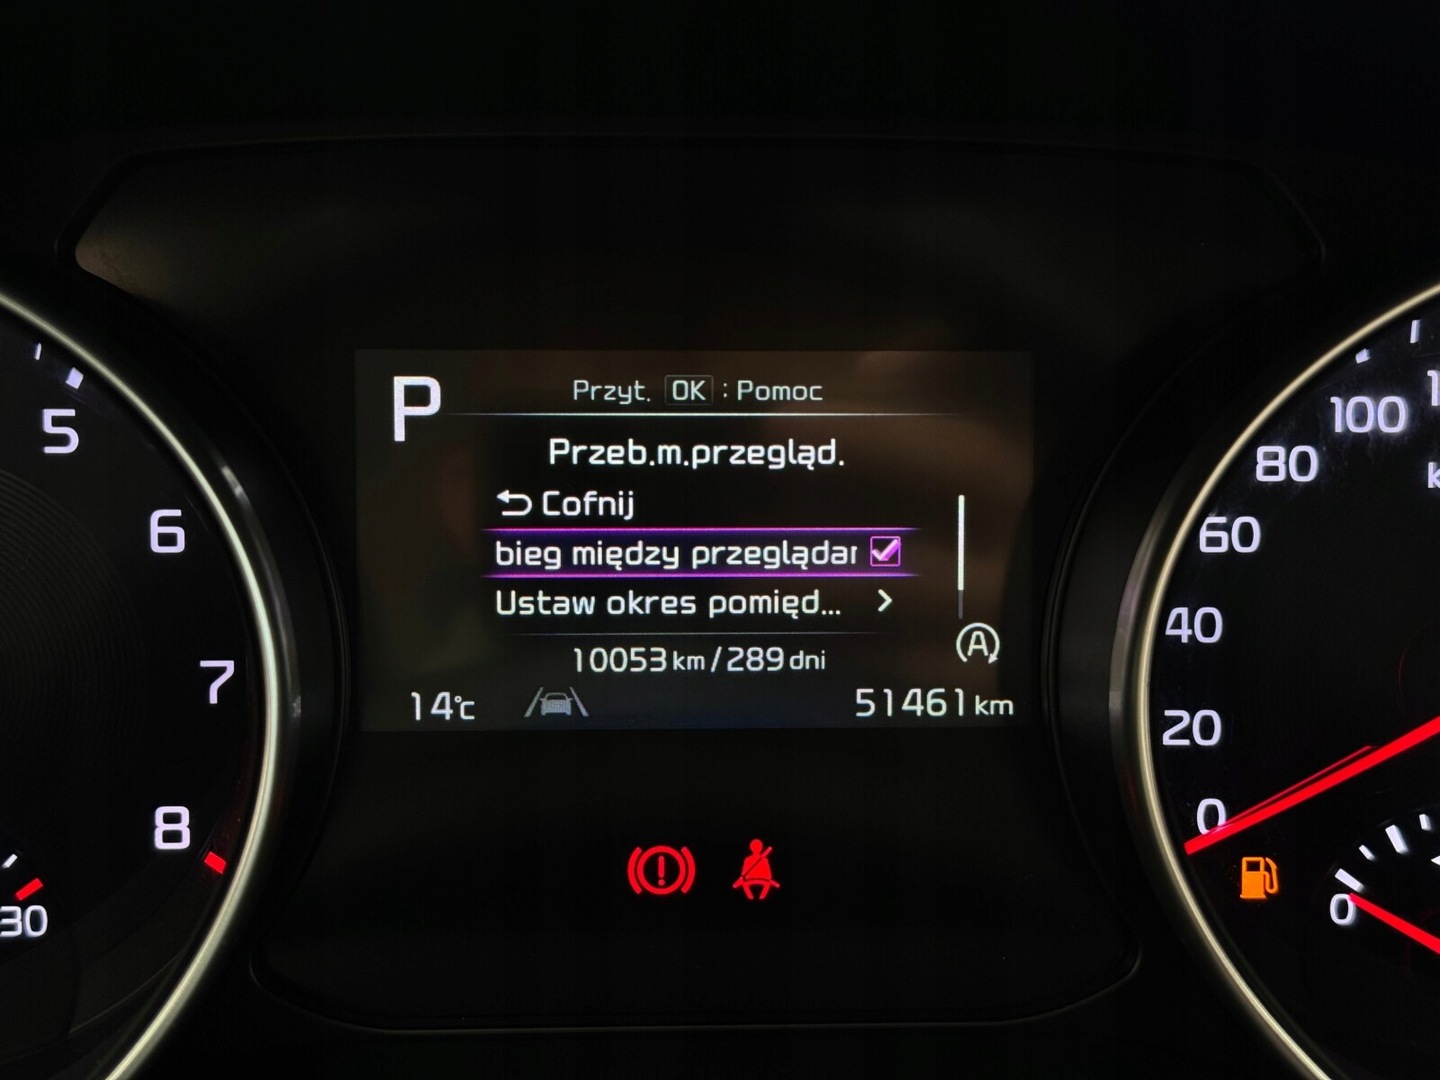 P
Przyt. OK : Pomoc
Przeb.m.przegląd.
Cofnij
bieg między przeglądar
Ustaw okres pomięd...
10053 km / 289 dni
14°C
A
51461 km
5
6
7
8
30
100
80
60
40
20
0
0